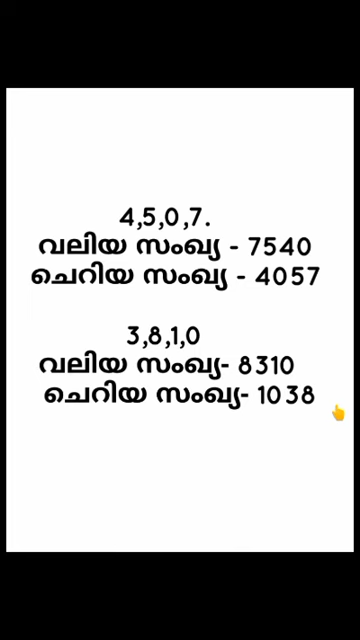 4,5,0,7.
വലിയ സംഖ്യ - 7540
ചെറിയ സംഖ്യ - 4057
3,8,1,0
വലിയ സംഖ്യ- 8310
ചെറിയ സംഖ്യ- 1038